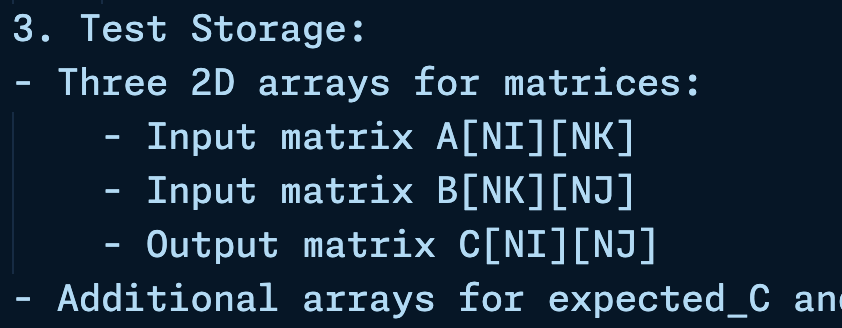 3. Test Storage:
- Three 2D arrays for matrices:
- Input matrix A[NI][NK]
- Input matrix B[NK][NJ]
- Output matrix C[NI][NJ]
- Additional arrays for expected_C